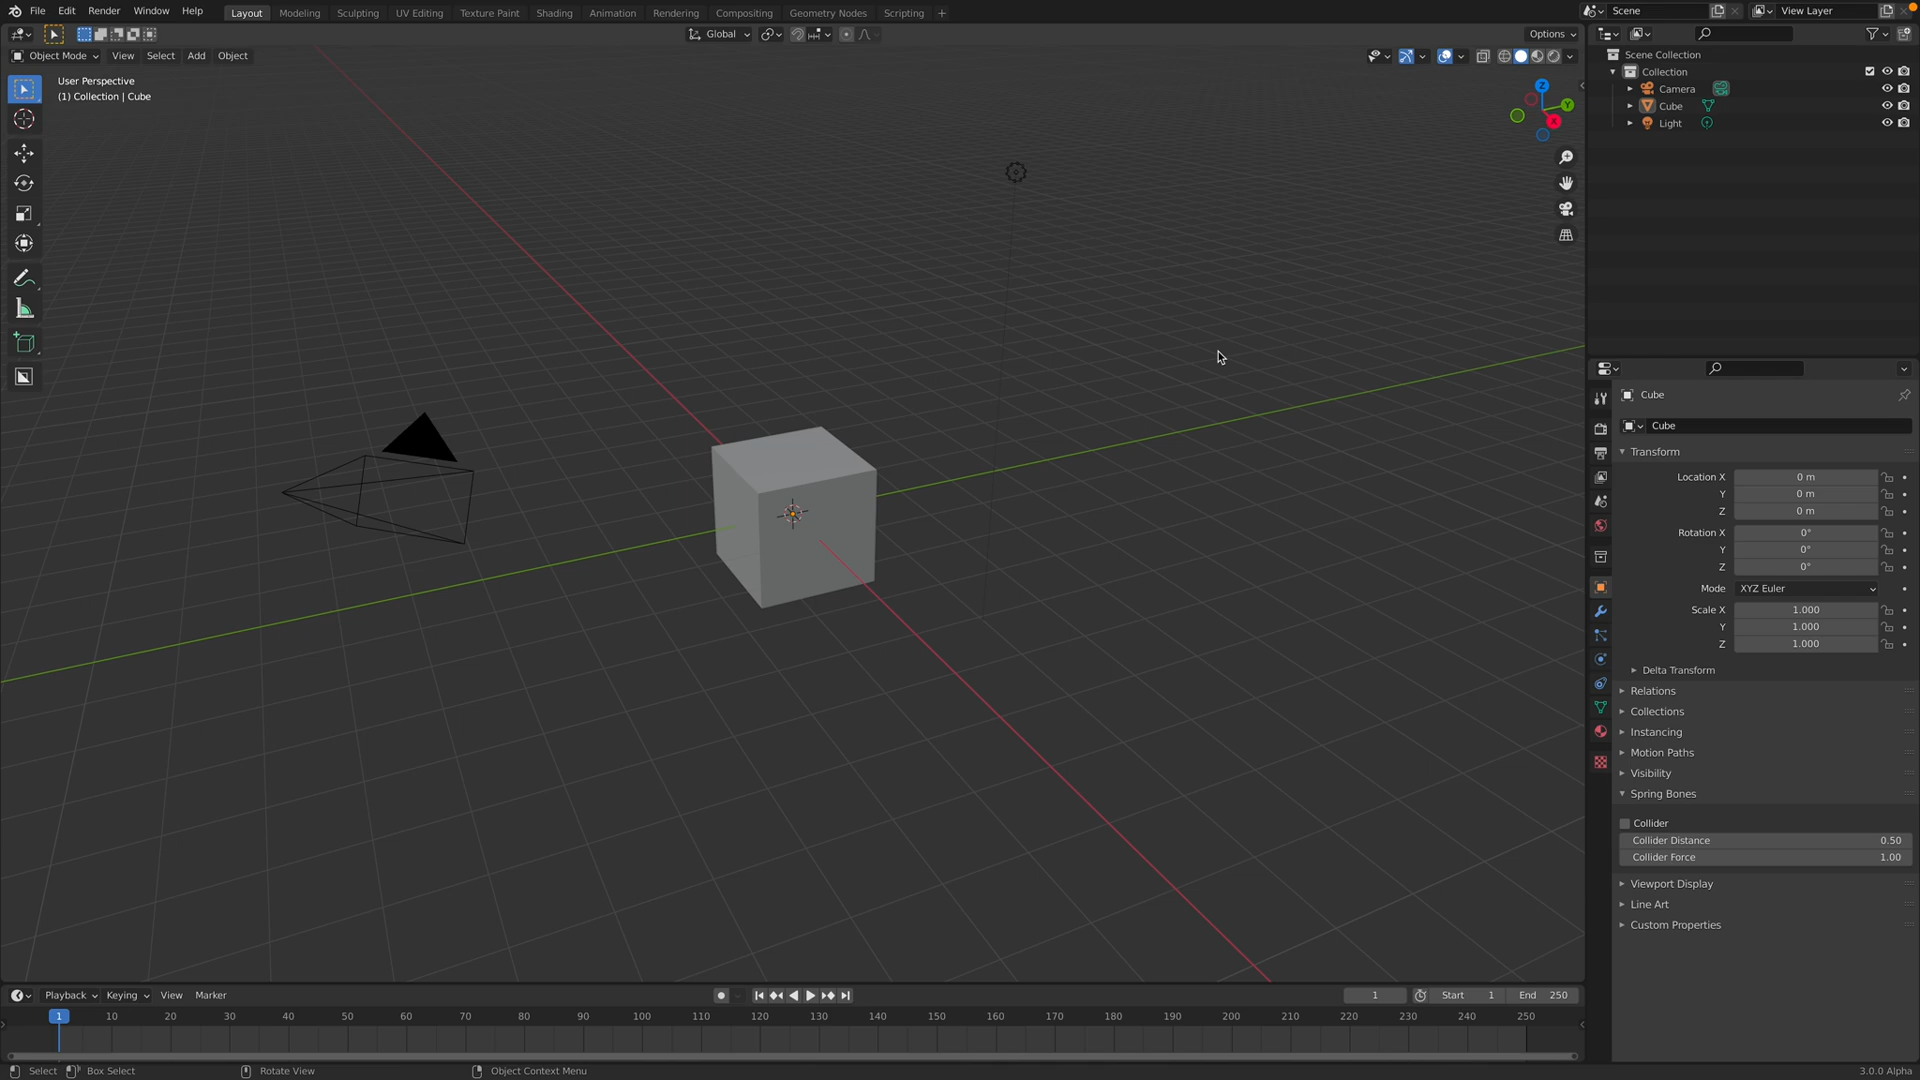 File Edit Render Window Help
Layout Modeling Sculpting UV Editing Texture Paint Shading Animation Rendering Compositing Geometry Nodes Scripting +
Scene
View Layer
Global
Options
Object Mode View Select Add Object
User Perspective
(1) Collection | Cube
Z
Y
X
Scene Collection
Collection
Camera
Cube
Light
Cube
Cube
Transform
Location X 0 m
Y 0 m
Z 0 m
Rotation X 0°
Y 0°
Z 0°
Mode XYZ Euler
Scale X 1.000
Y 1.000
Z 1.000
Delta Transform
Relations
Collections
Instancing
Motion Paths
Visibility
Spring Bones
Collider
Collider Distance 0.50
Collider Force 1.00
Viewport Display
Line Art
Custom Properties
Playback Keying View Marker
1 Start 1 End 250
1 10 20 30 40 50 60 70 80 90 100 110 120 130 140 150 160 170 180 190 200 210 220 230 240 250
Select Box Select Rotate View Object Context Menu
3.0.0 Alpha